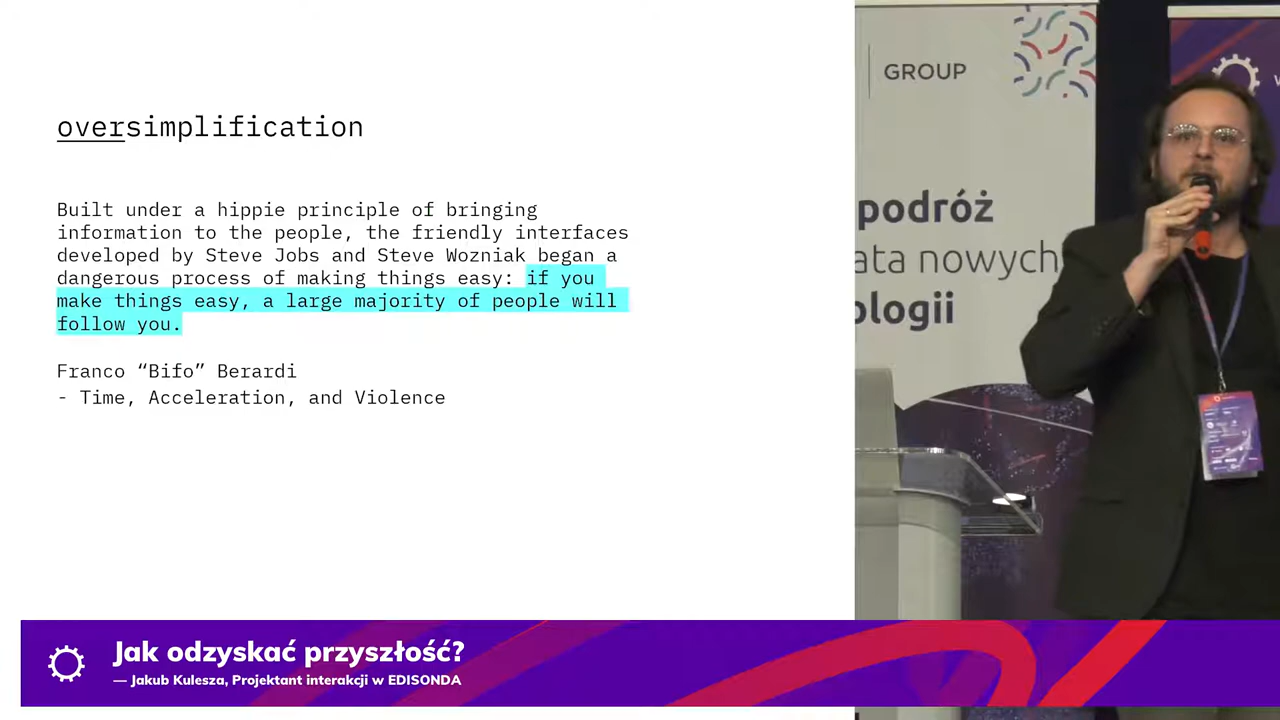 oversimplification
Built under a hippie principle of bringing
information to the people, the friendly interfaces
developed by Steve Jobs and Steve Wozniak began a
dangerous process of making things easy: if you
make things easy, a large majority of people will
follow you.
Franco “Bifo” Berardi
- Time, Acceleration, and Violence
GROUP
podróż
ata nowych
ologii
Jak odzyskać przyszłość?
— Jakub Kulesza, Projektant interakcji w EDISONDA